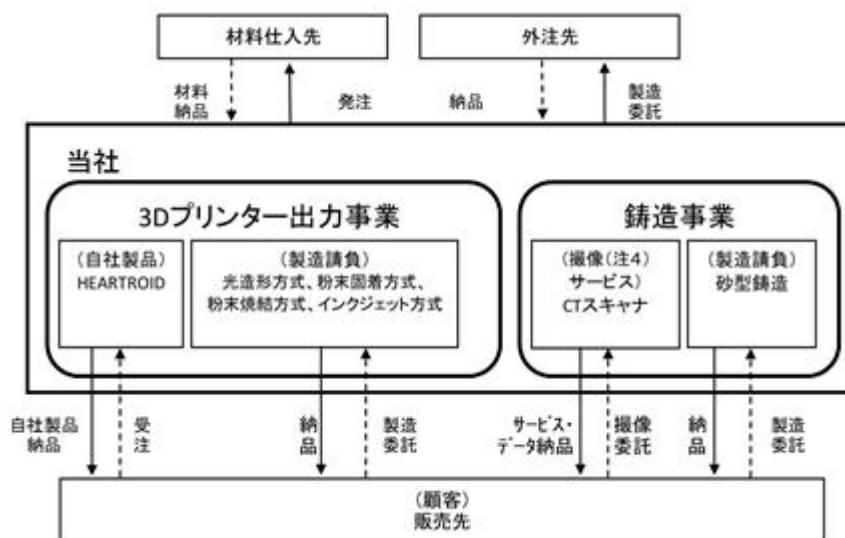 材料仕入先
外注先
材料
納品
発注
納品
製造
委託
当社
3Dプリンター出力事業
鋳造事業
(自社製品)
HEARTROID
(製造請負)
光造形方式、粉末固着方式、
粉末焼結方式、インクジェット方式
(撮像(注4)
サービス)
CTスキャナ
(製造請負)
砂型鋳造
自社製品
納品
受
注
納
品
製造
委託
サービス・
データ納品
撮像
委託
納
品
製造
委託
(顧客)
販売先